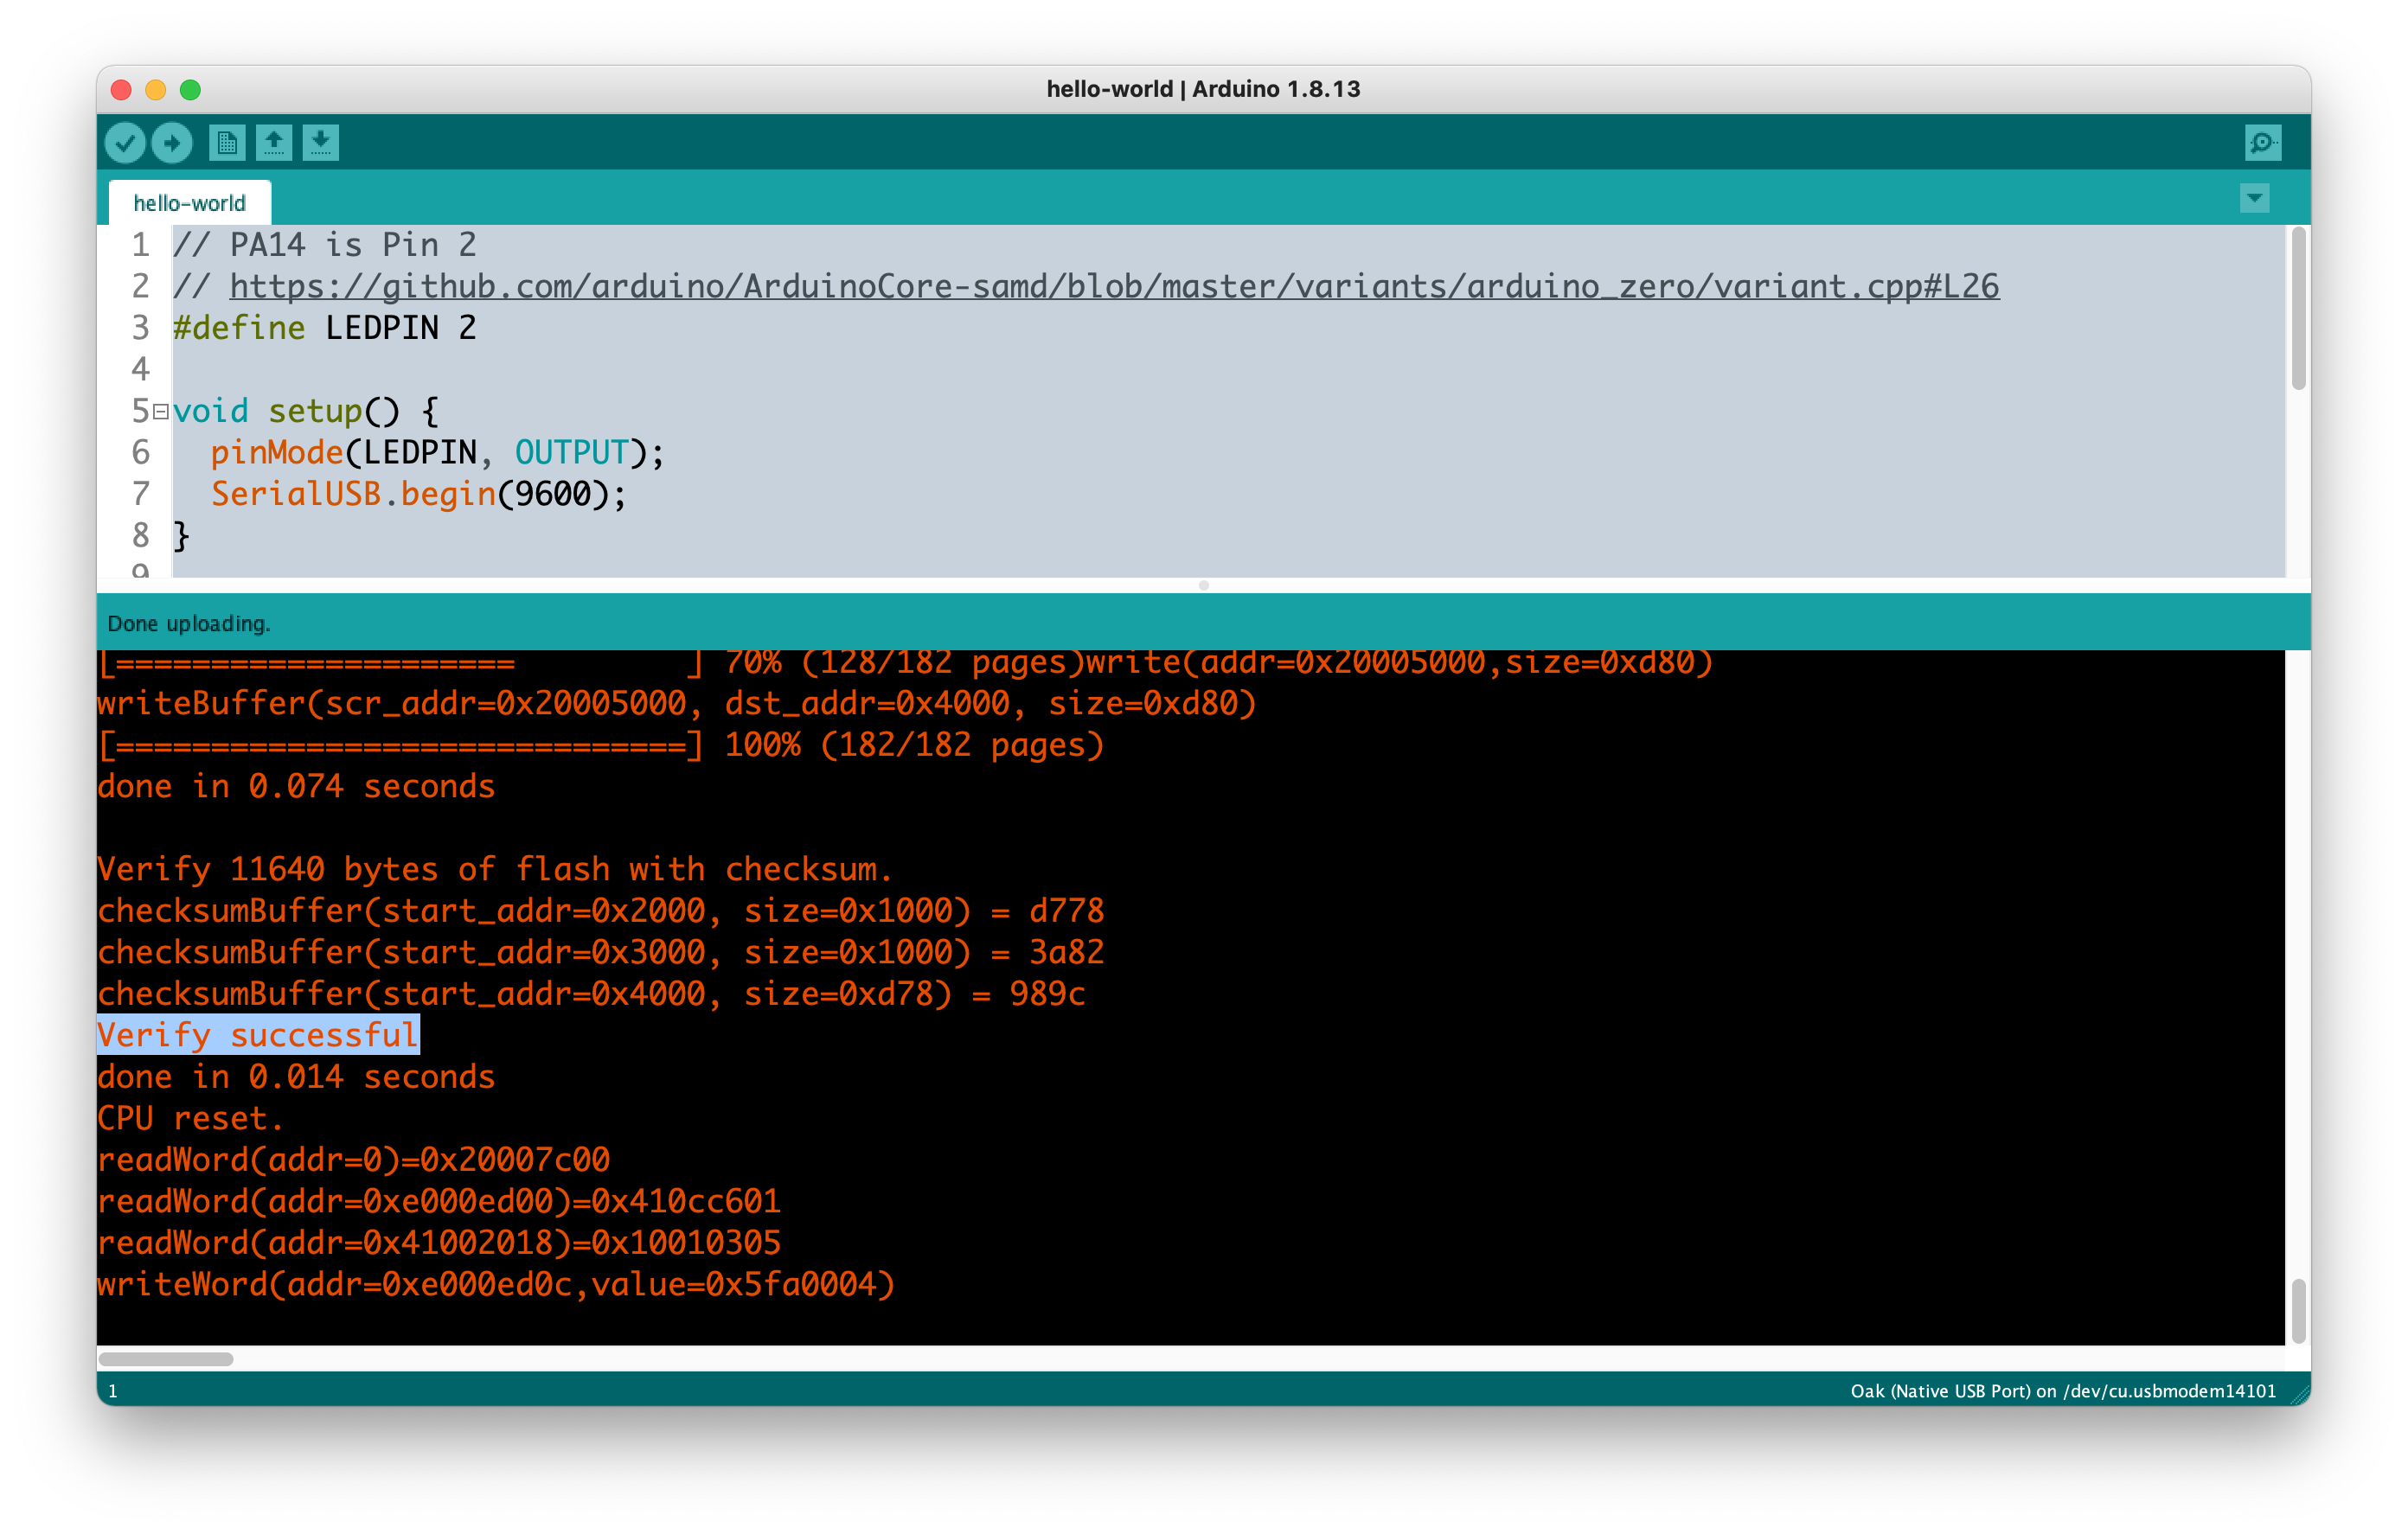 hello-world | Arduino 1.8.13
hello-world
1 // PA14 is Pin 2
2 // https://github.com/arduino/ArduinoCore-samd/blob/master/variants/arduino_zero/variant.cpp#L26
3 #define LEDPIN 2
4
5 void setup() {
6   pinMode(LEDPIN, OUTPUT);
7   SerialUSB.begin(9600);
8 }
9
Done uploading.
[=====================         ] 70% (128/182 pages)write(addr=0x20005000,size=0xd80)
writeBuffer(scr_addr=0x20005000, dst_addr=0x4000, size=0xd80)
[==============================] 100% (182/182 pages)
done in 0.074 seconds

Verify 11640 bytes of flash with checksum.
checksumBuffer(start_addr=0x2000, size=0x1000) = d778
checksumBuffer(start_addr=0x3000, size=0x1000) = 3a82
checksumBuffer(start_addr=0x4000, size=0xd78) = 989c
Verify successful
done in 0.014 seconds
CPU reset.
readWord(addr=0)=0x20007c00
readWord(addr=0xe000ed00)=0x410cc601
readWord(addr=0x41002018)=0x10010305
writeWord(addr=0xe000ed0c,value=0x5fa0004)
1
Oak (Native USB Port) on /dev/cu.usbmodem14101